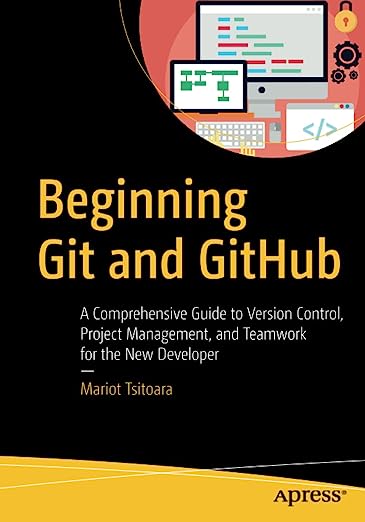 </>
Beginning
Git and GitHub
A Comprehensive Guide to Version Control,
Project Management, and Teamwork
for the New Developer
—
Mariot Tsitoara
Apress®